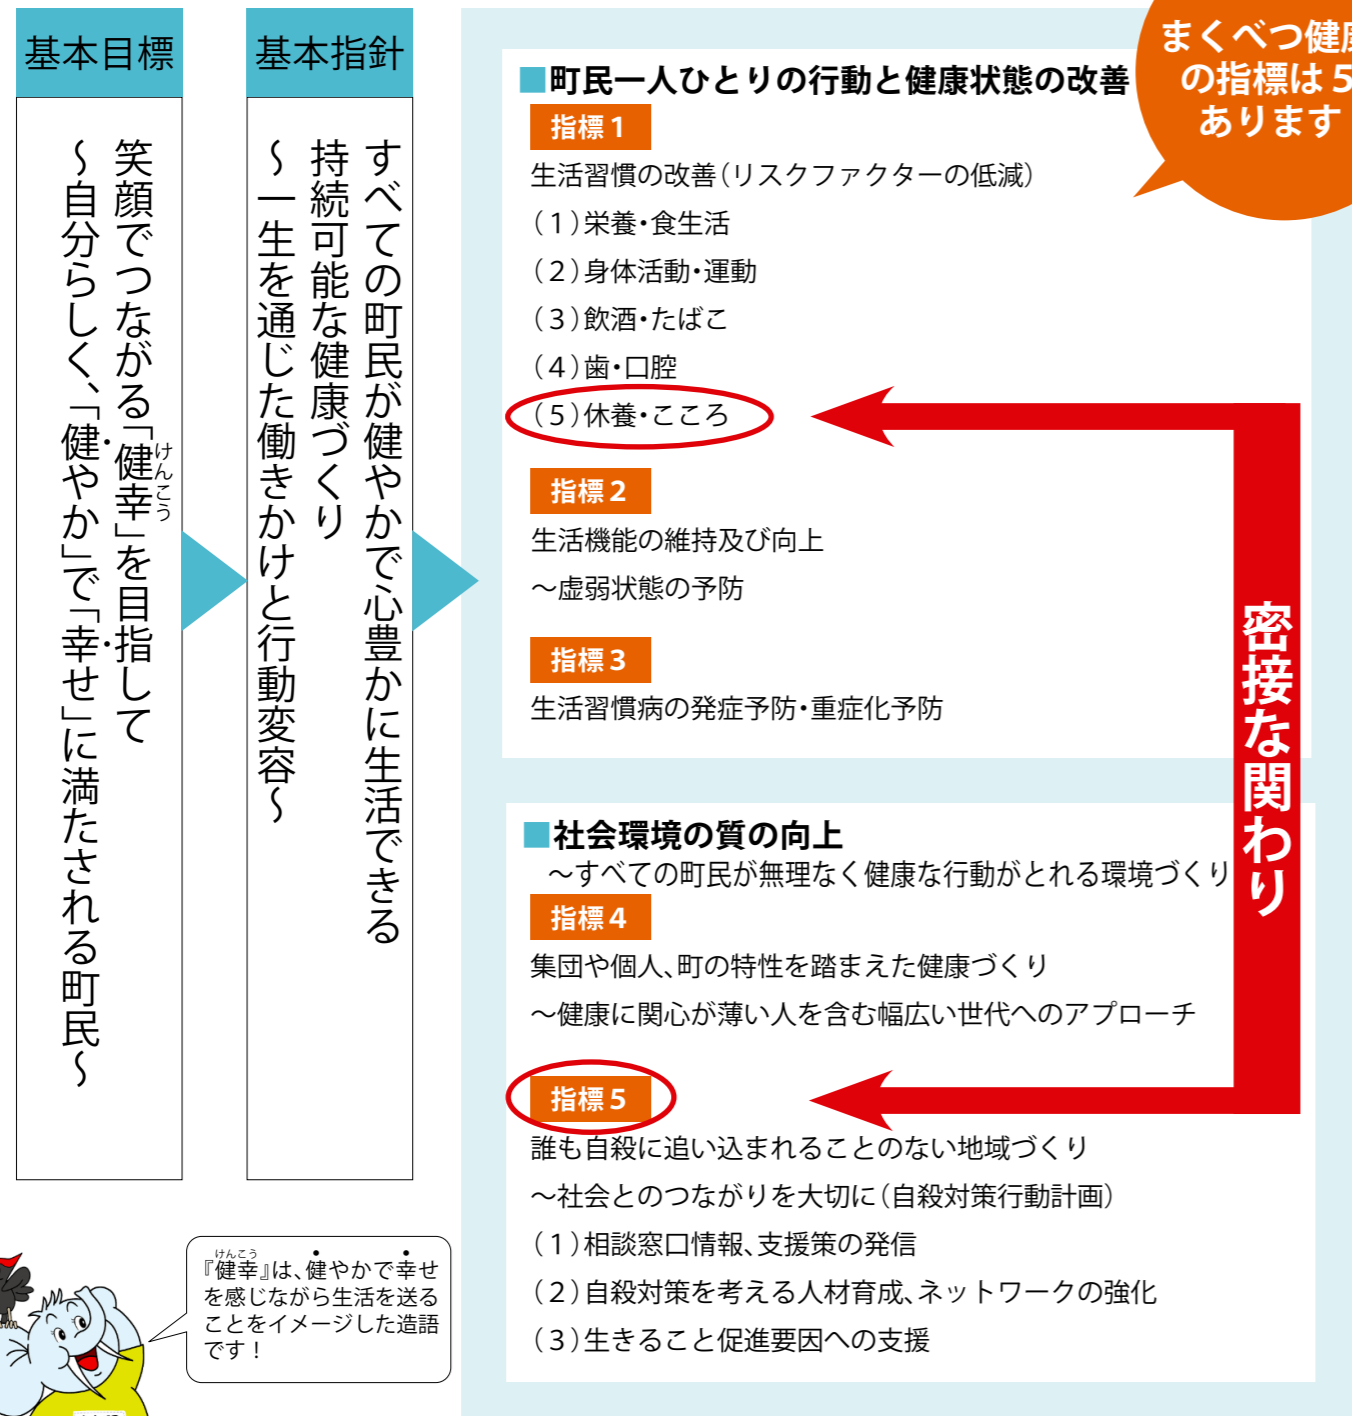 基本目標
笑顔でつながる「健幸」を目指して
けんこう
～自分らしく、「健やか」で「幸せ」に満たされる町民～
基本指針
すべての町民が健やかで心豊かに生活できる
持続可能な健康づくり
～一生を通じた働きかけと行動変容～
まくべつ健康
の指標は5
あります
■町民一人ひとりの行動と健康状態の改善
指標1
生活習慣の改善(リスクファクターの低減)
(1)栄養・食生活
(2)身体活動・運動
(3)飲酒・たばこ
(4)歯・口腔
(5)休養・こころ
指標2
生活機能の維持及び向上
～虚弱状態の予防
指標3
生活習慣病の発症予防・重症化予防
密接な関わり
■社会環境の質の向上
～すべての町民が無理なく健康な行動がとれる環境づくり
指標4
集団や個人、町の特性を踏まえた健康づくり
～健康に関心が薄い人を含む幅広い世代へのアプローチ
指標5
誰も自殺に追い込まれることのない地域づくり
～社会とのつながりを大切に(自殺対策行動計画)
(1)相談窓口情報、支援策の発信
(2)自殺対策を考える人材育成、ネットワークの強化
(3)生きること促進要因への支援
けんこう
『健幸』は、健やかで幸せ
を感じながら生活を送る
ことをイメージした造語
です！